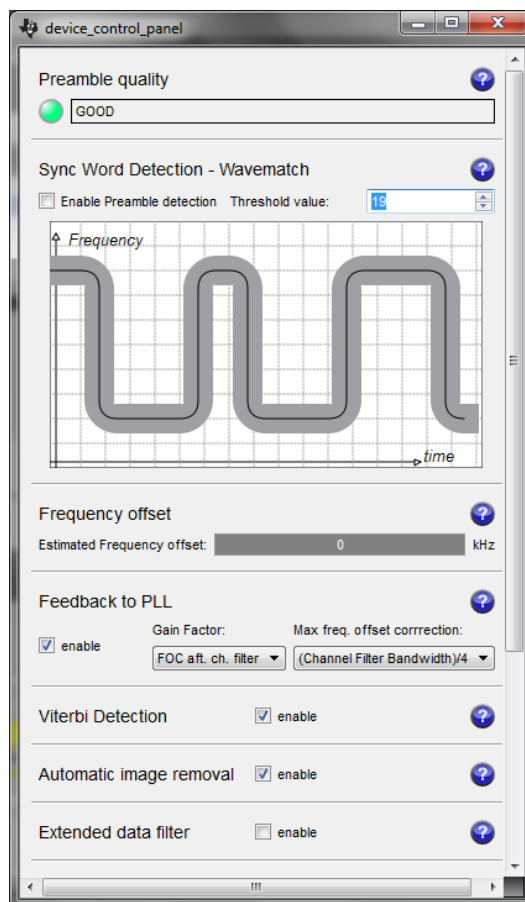 device_control_panel
Preamble quality
GOOD
Sync Word Detection - Wavematch
Enable Preamble detection Threshold value: 19
Frequency
time
Frequency offset
Estimated Frequency offset: 0 kHz
Feedback to PLL
Gain Factor: Max freq. offset corrrection:
enable FOC aft. ch. filter (Channel Filter Bandwidth)/4
Viterbi Detection enable
Automatic image removal enable
Extended data filter enable